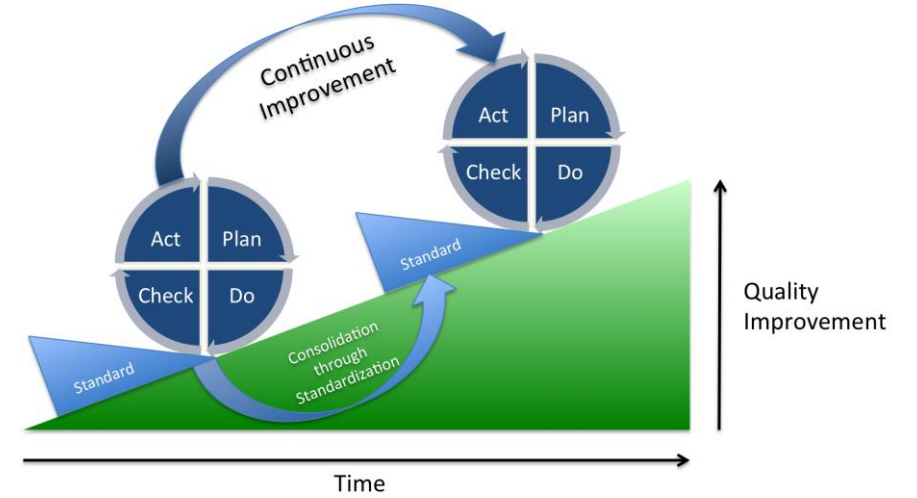 Continuous
Improvement
Act
Plan
Check
Do
Act
Plan
Check
Do
Standard
Standard
Consolidation
through
Standardization
Quality
Improvement
Time